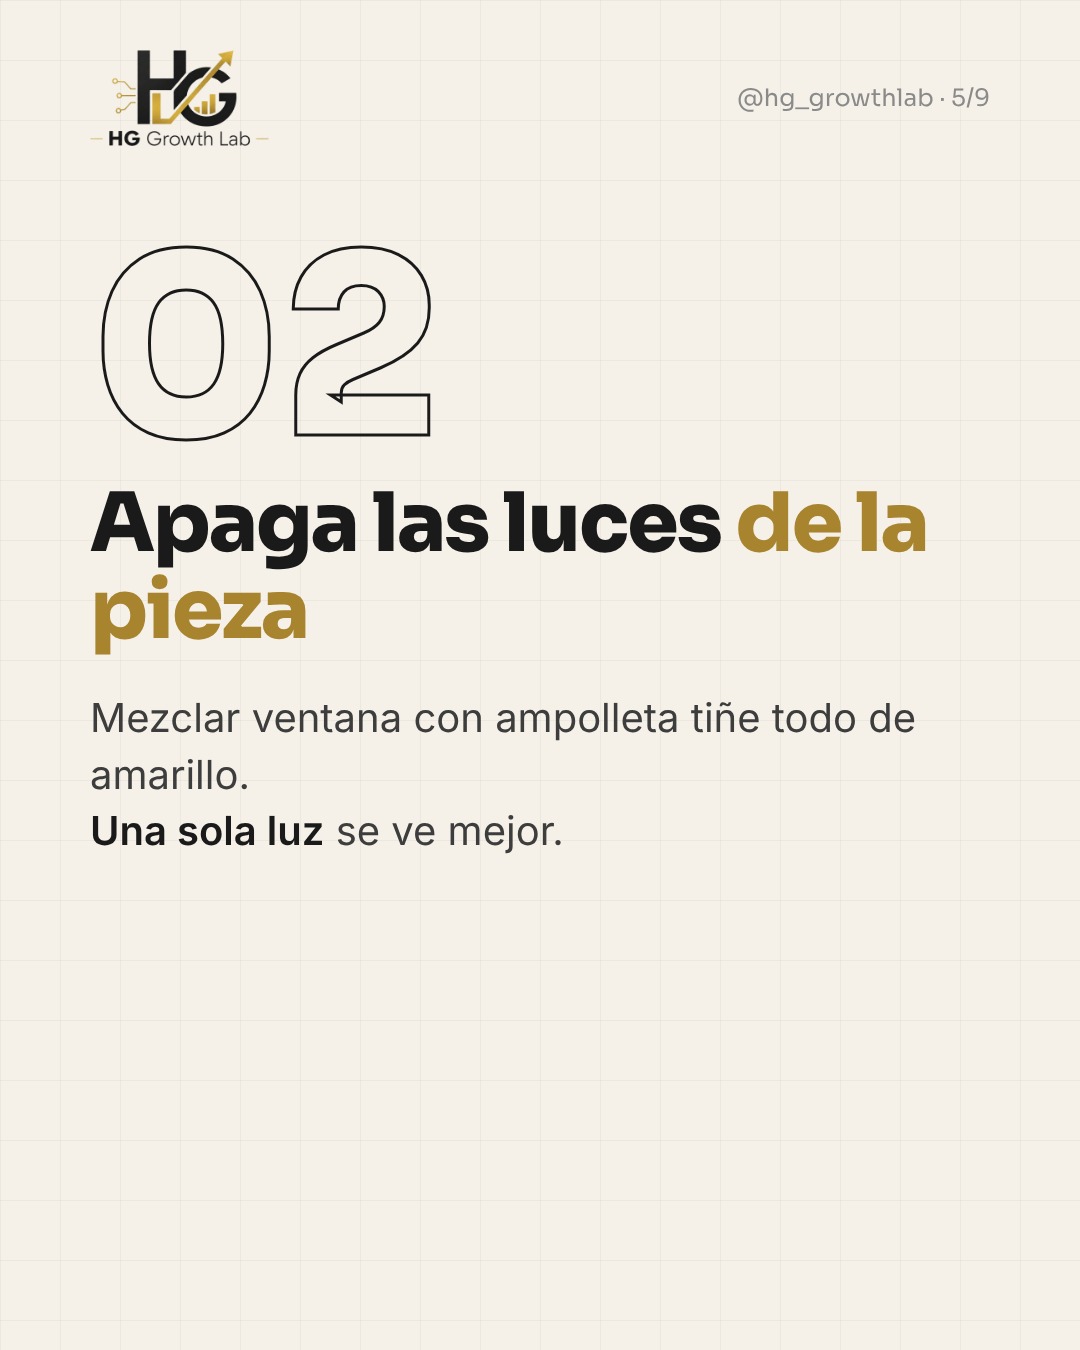 HG
HG Growth Lab
@hg_growthlab · 5/9
02
Apaga las luces de la
pieza
Mezclar ventana con ampolleta tiñe todo de
amarillo.
Una sola luz se ve mejor.